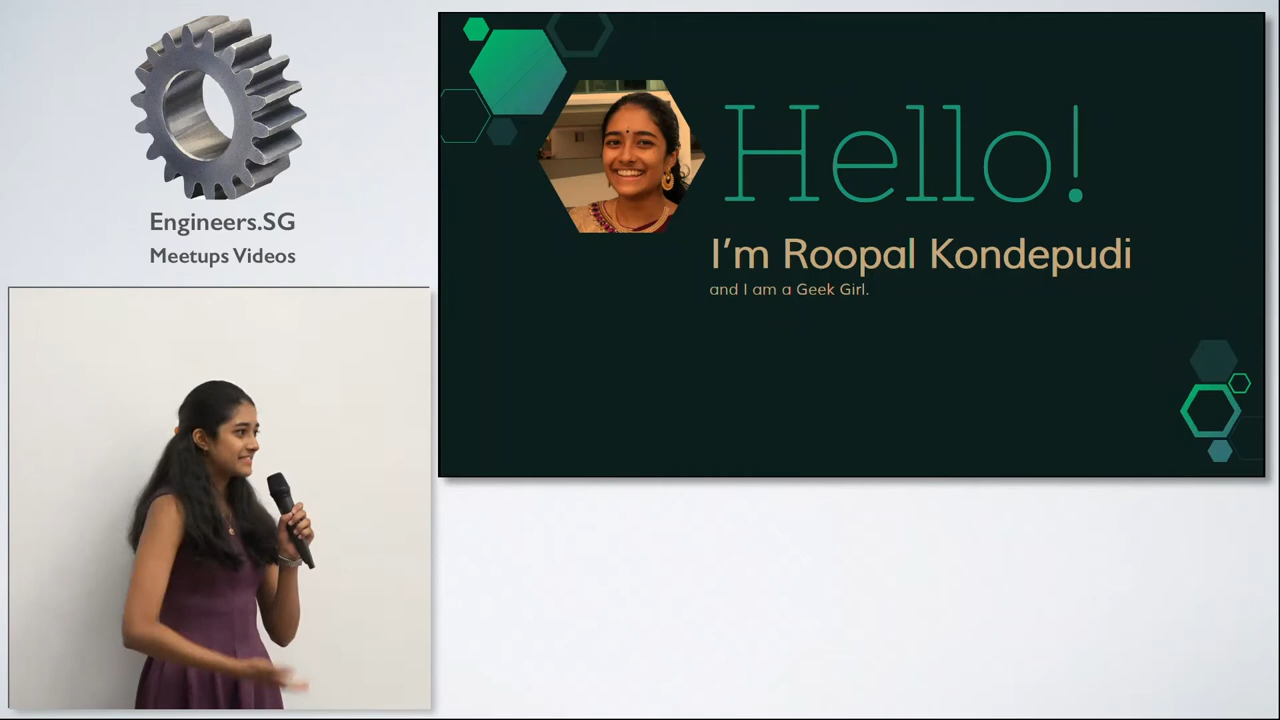 Engineers.SG
Meetups Videos
Hello!
I’m Roopal Kondepudi
and I am a Geek Girl.